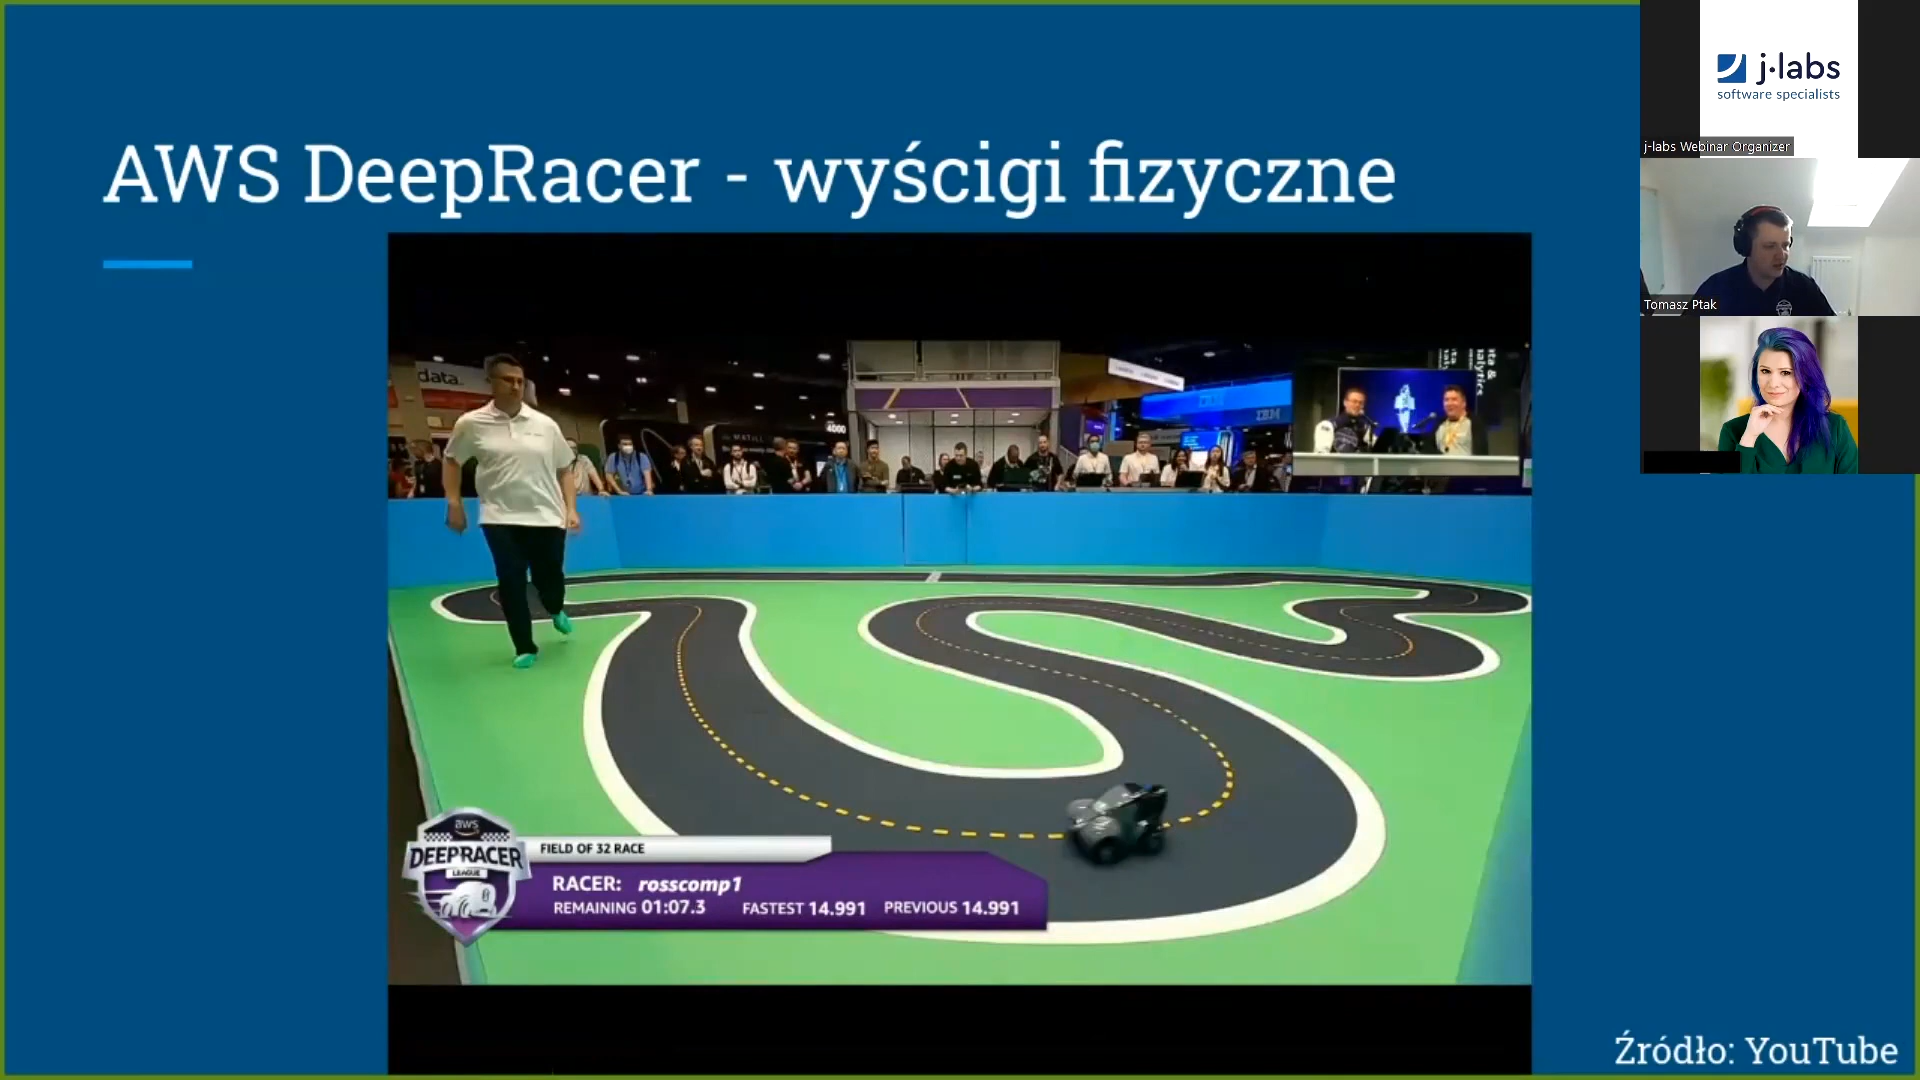 AWS DeepRacer - wyścigi fizyczne
j·labs
software specialists
j-labs Webinar Organizer
Tomasz Ptak
data.
4000
IBM
aws
DEEPRACER
LEAGUE
FIELD OF 32 RACE
RACER: rosscomp1
REMAINING 01:07.3 FASTEST 14.991 PREVIOUS 14.991
Źródło: YouTube